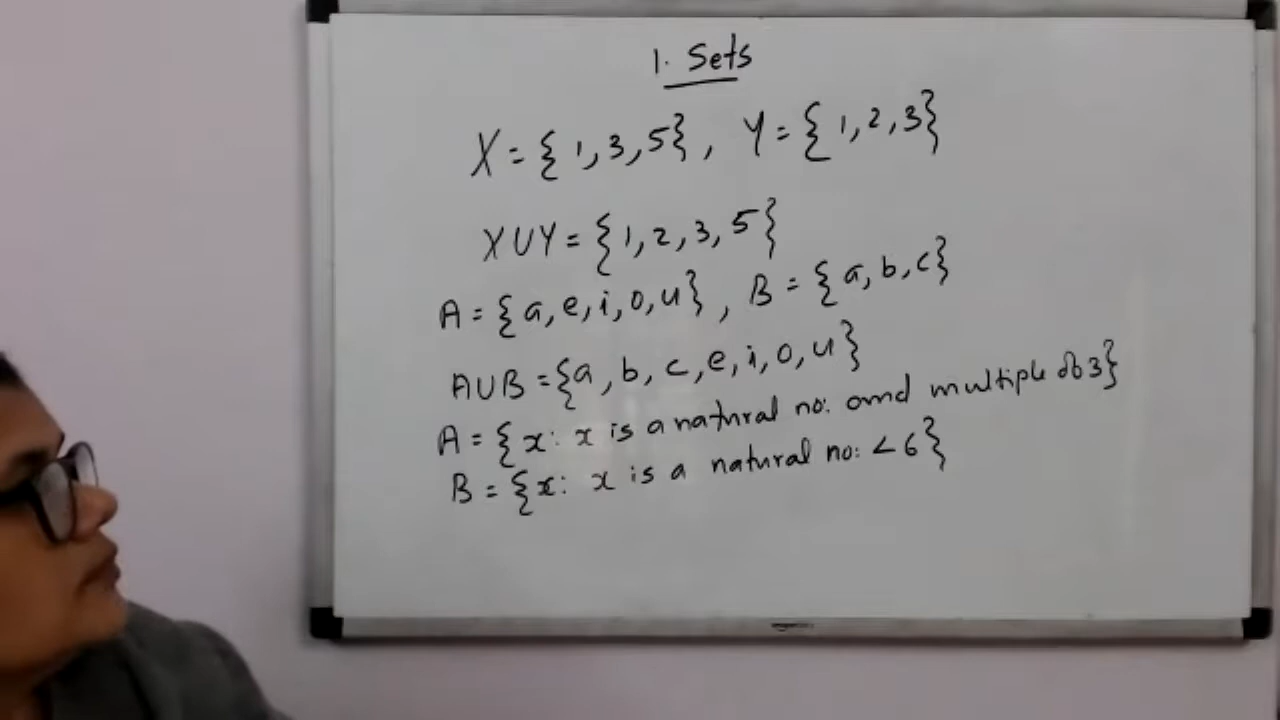 1. Sets
X = { 1, 3, 5 } , Y = { 1, 2, 3 }
X ∪ Y = { 1, 2, 3, 5 }
A = { a, e, i, o, u } , B = { a, b, c }
A ∪ B = { a, b, c, e, i, o, u }
A = { x : x is a natural no: and multiple of 3 }
B = { x : x is a natural no: < 6 }